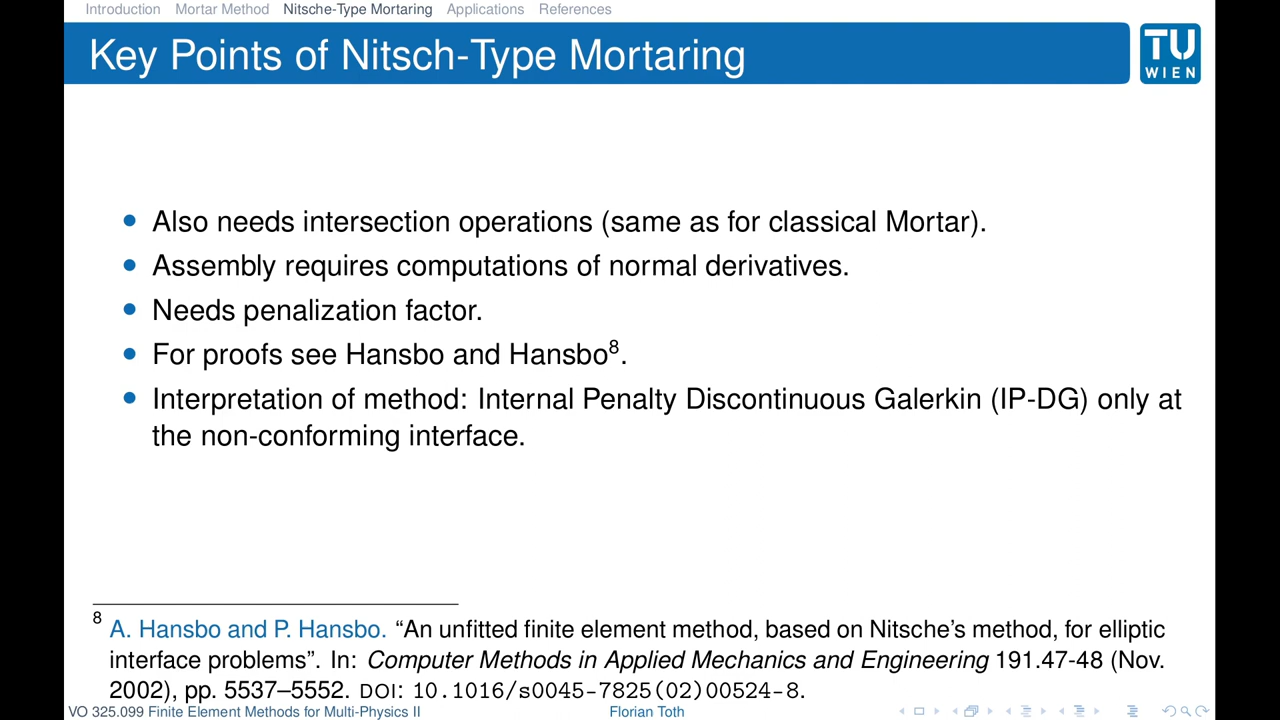 Introduction Mortar Method Nitsche-Type Mortaring Applications References
Key Points of Nitsch-Type Mortaring
TU
WIEN
• Also needs intersection operations (same as for classical Mortar).
• Assembly requires computations of normal derivatives.
• Needs penalization factor.
• For proofs see Hansbo and Hansbo⁸.
• Interpretation of method: Internal Penalty Discontinuous Galerkin (IP-DG) only at
the non-conforming interface.
⁸ A. Hansbo and P. Hansbo. “An unfitted finite element method, based on Nitsche’s method, for elliptic
interface problems”. In: Computer Methods in Applied Mechanics and Engineering 191.47-48 (Nov.
2002), pp. 5537–5552. DOI: 10.1016/s0045-7825(02)00524-8.
VO 325.099 Finite Element Methods for Multi-Physics II Florian Toth